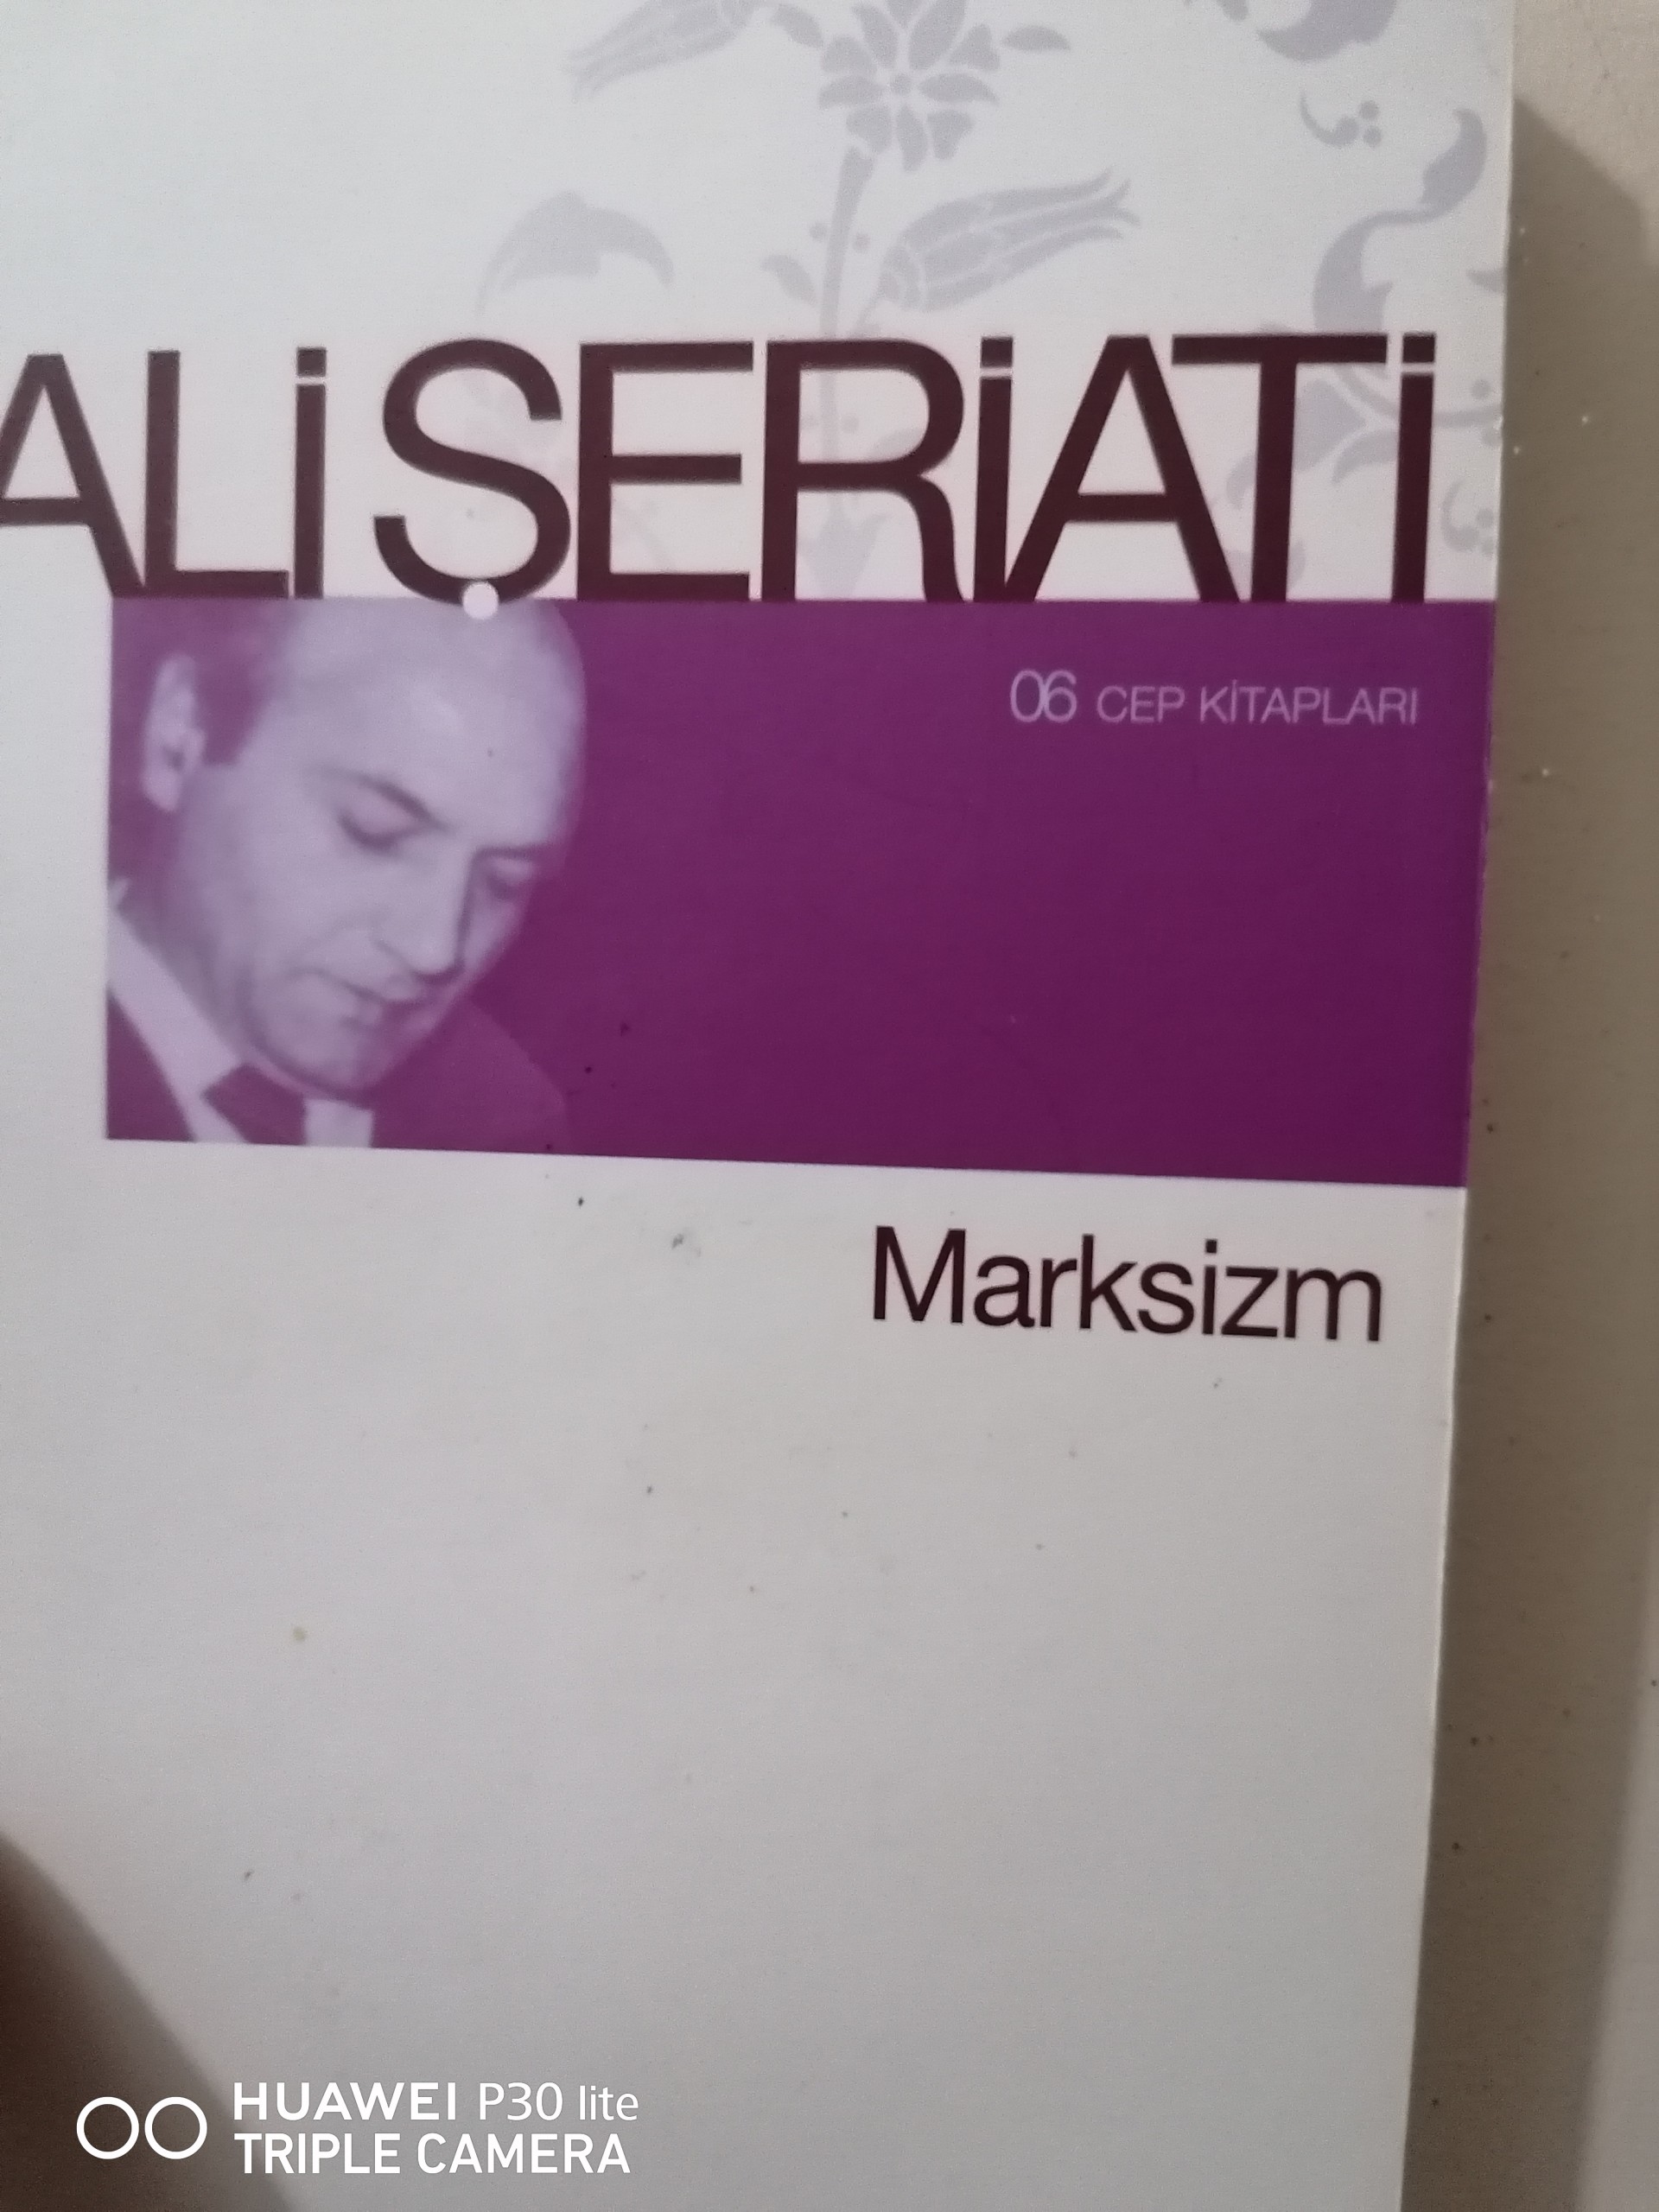 ALİ ŞERİATİ
06 CEP KİTAPLARI
Marksizm
HUAWEI P30 lite
TRIPLE CAMERA